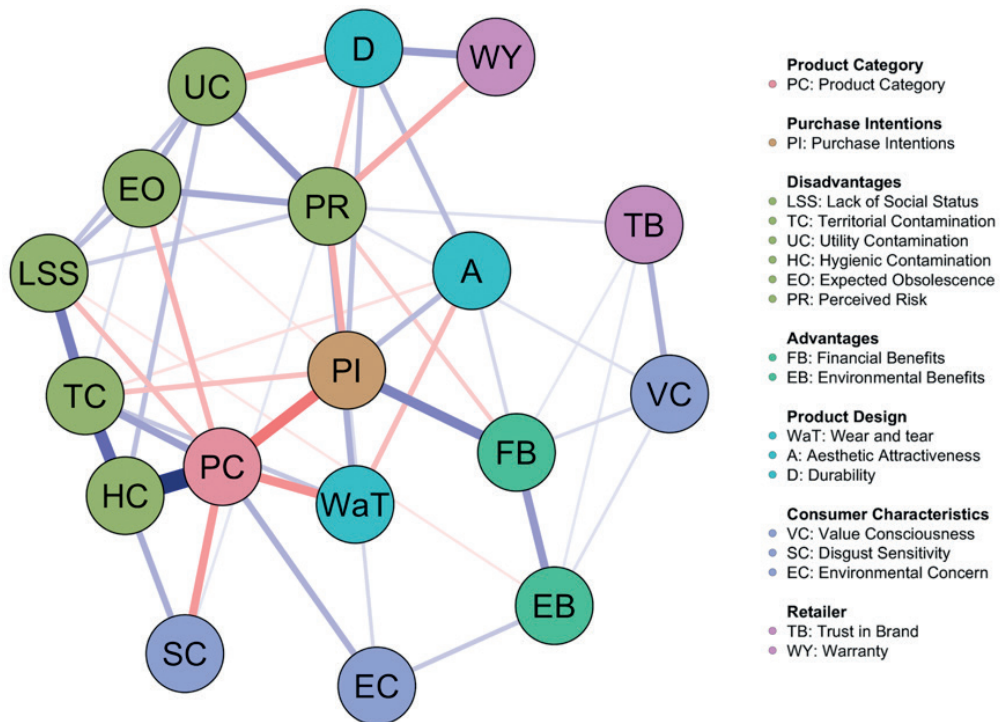 D
WY
UC
EO
PR
TB
LSS
A
PI
TC
VC
FB
PC
HC
WaT
EB
SC
EC
Product Category
PC: Product Category
Purchase Intentions
PI: Purchase Intentions
Disadvantages
LSS: Lack of Social Status
TC: Territorial Contamination
UC: Utility Contamination
HC: Hygienic Contamination
EO: Expected Obsolescence
PR: Perceived Risk
Advantages
FB: Financial Benefits
EB: Environmental Benefits
Product Design
WaT: Wear and tear
A: Aesthetic Attractiveness
D: Durability
Consumer Characteristics
VC: Value Consciousness
SC: Disgust Sensitivity
EC: Environmental Concern
Retailer
TB: Trust in Brand
WY: Warranty